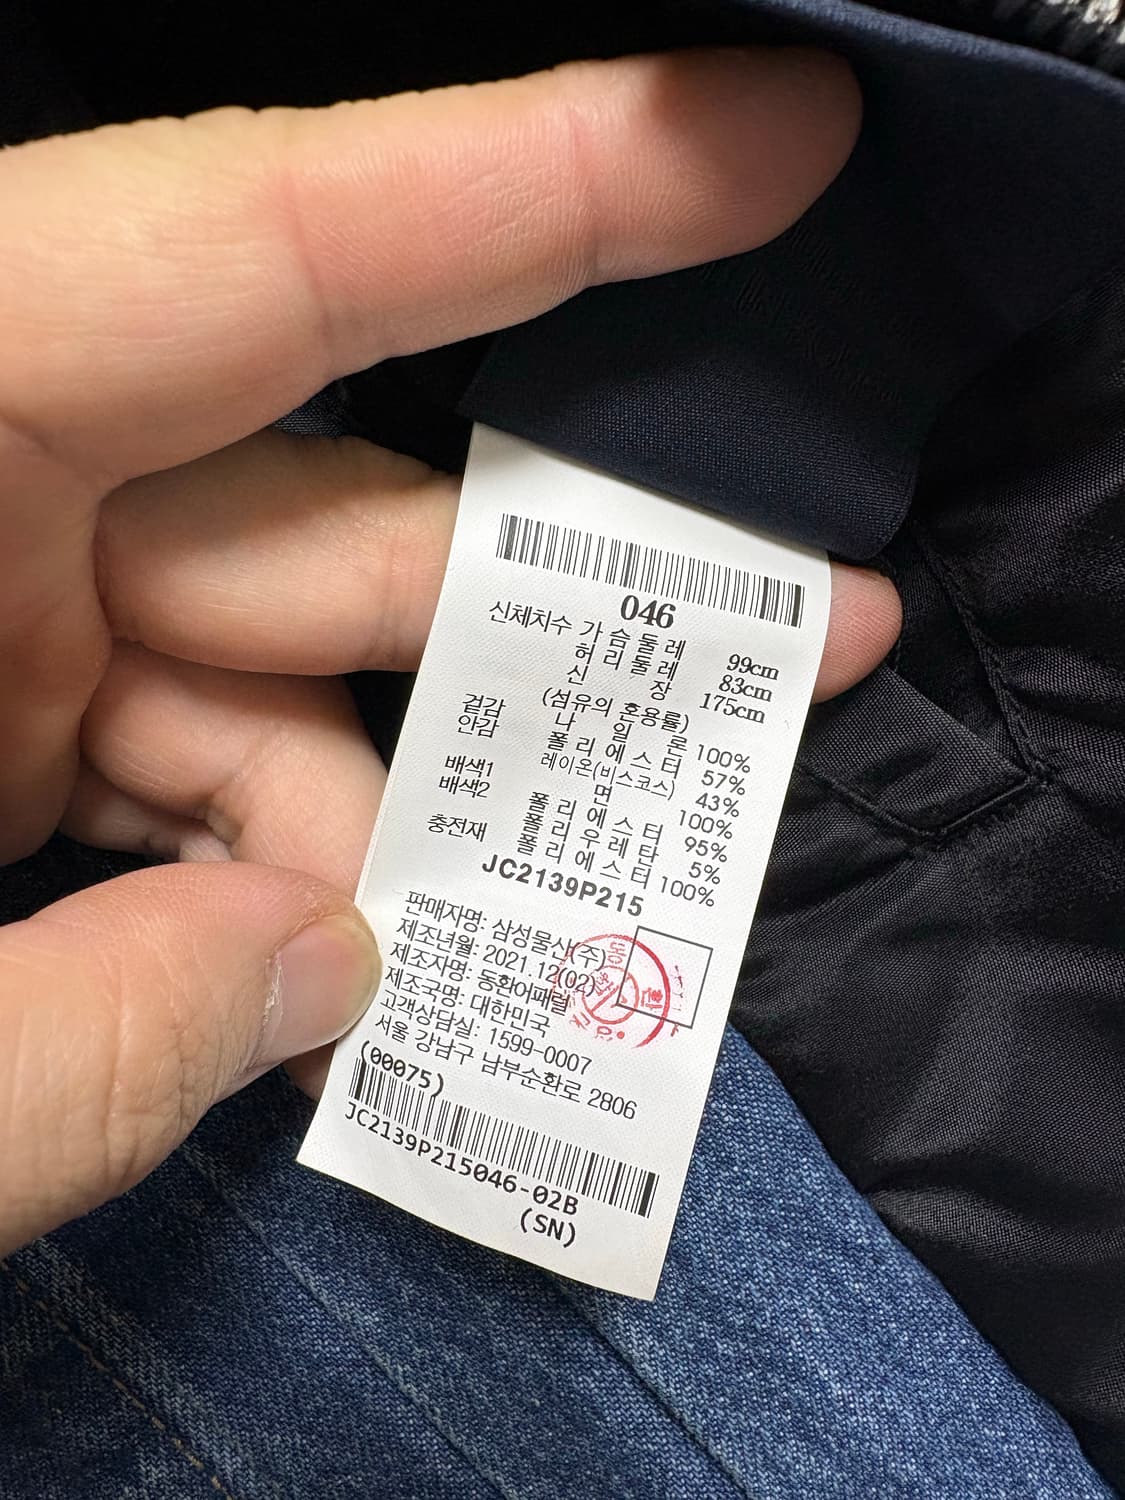 046
신체치수 가슴둘레 99cm
허리둘레 83cm
신장 175cm
(섬유의 혼용률)
겉감 나일론 100%
안감 폴리에스터 57%
레이온(비스코스) 43%
배색1 면 100%
배색2 폴리에스터 95%
폴리우레탄 5%
충전재 폴리에스터 100%
JC2139P215
판매자명: 삼성물산(주)
제조년월: 2021.12(02)
제조자명: 동환어패럴
제조국명: 대한민국
고객상담실: 1599-0007
서울 강남구 남부순환로 2806
(00075)
JC2139P215046-02B
(SN)